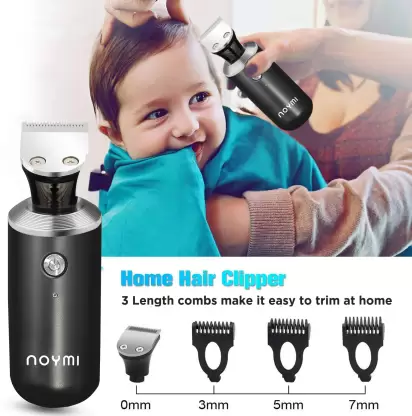 noymi
Home Hair Clipper
3 Length combs make it easy to trim at home
noymi
0mm 3mm 5mm 7mm